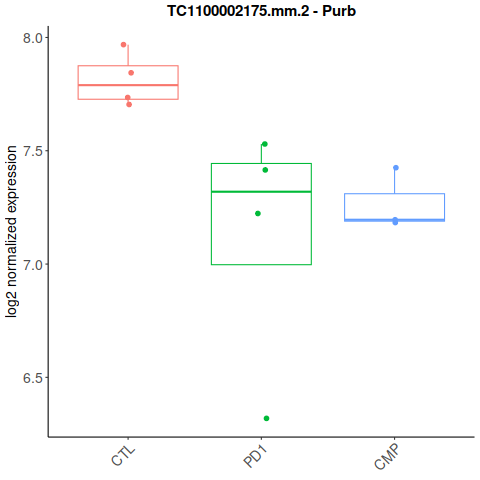 TC1100002175.mm.2 - Purb
log2 normalized expression
8.0
7.5
7.0
6.5
CTL
PD1
CMP